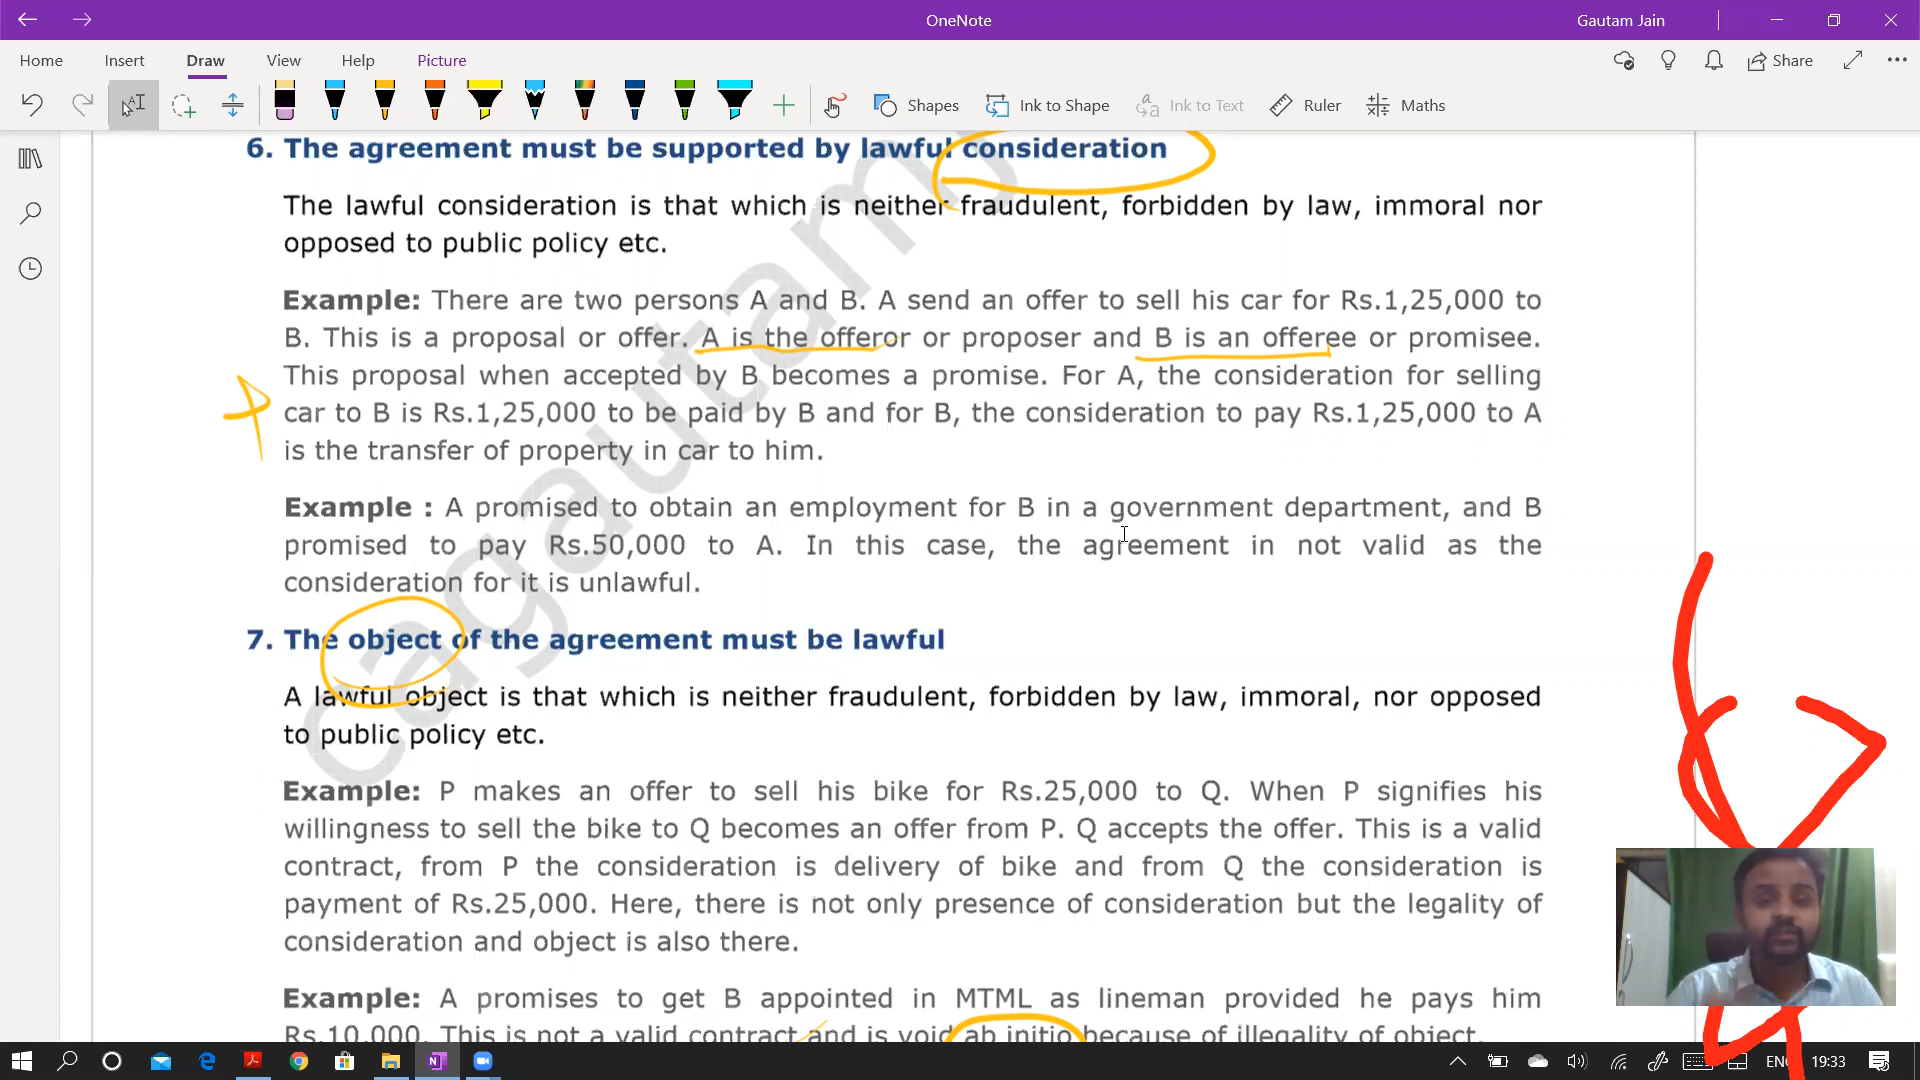 OneNote
Gautam Jain
Home Insert Draw View Help Picture
Share
Shapes Ink to Shape Ink to Text Ruler Maths
6. The agreement must be supported by lawful consideration
The lawful consideration is that which is neither fraudulent, forbidden by law, immoral nor
opposed to public policy etc.
Example: There are two persons A and B. A send an offer to sell his car for Rs.1,25,000 to
B. This is a proposal or offer. A is the offeror or proposer and B is an offeree or promisee.
This proposal when accepted by B becomes a promise. For A, the consideration for selling
car to B is Rs.1,25,000 to be paid by B and for B, the consideration to pay Rs.1,25,000 to A
is the transfer of property in car to him.
Example : A promised to obtain an employment for B in a government department, and B
promised to pay Rs.50,000 to A. In this case, the agreement in not valid as the
consideration for it is unlawful.
7. The object of the agreement must be lawful
A lawful object is that which is neither fraudulent, forbidden by law, immoral, nor opposed
to public policy etc.
Example: P makes an offer to sell his bike for Rs.25,000 to Q. When P signifies his
willingness to sell the bike to Q becomes an offer from P. Q accepts the offer. This is a valid
contract, from P the consideration is delivery of bike and from Q the consideration is
payment of Rs.25,000. Here, there is not only presence of consideration but the legality of
consideration and object is also there.
Example: A promises to get B appointed in MTML as lineman provided he pays him
Rs.10,000. This is not a valid contract and is void ab initio because of illegality of object.
19:33